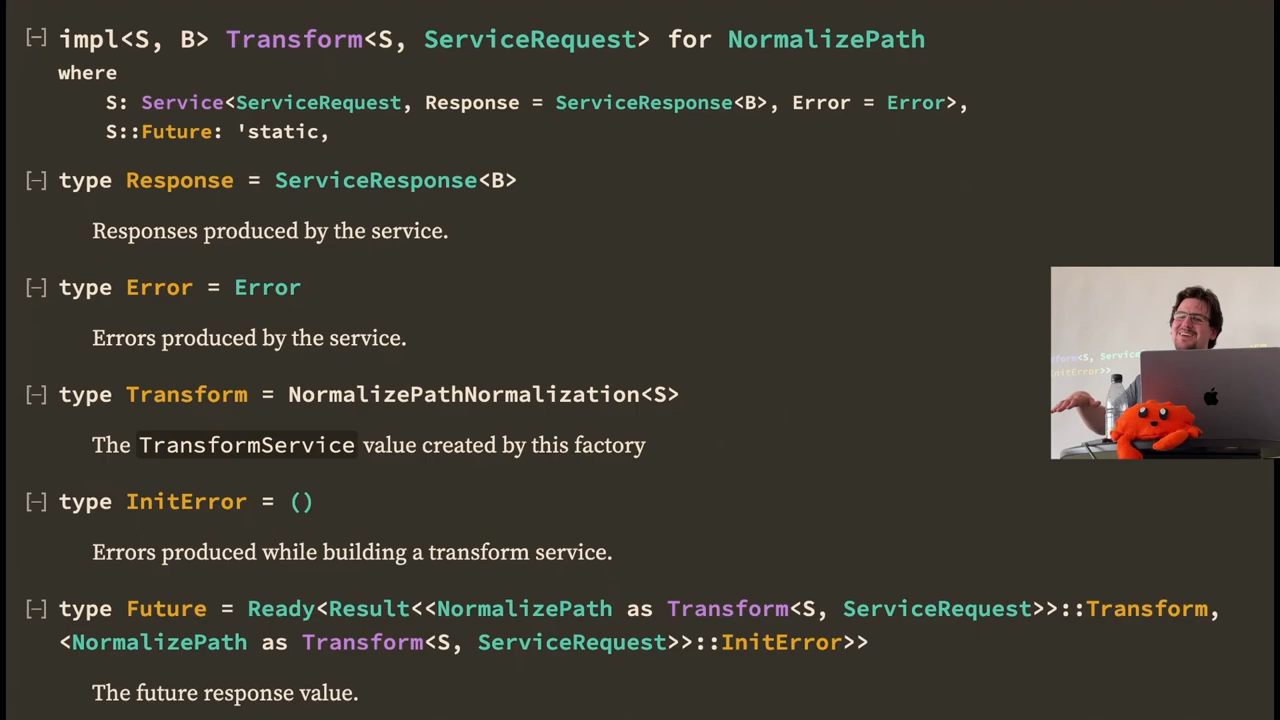 [-] impl<S, B> Transform<S, ServiceRequest> for NormalizePath
where
S: Service<ServiceRequest, Response = ServiceResponse<B>, Error = Error>,
S::Future: 'static,
[-] type Response = ServiceResponse<B>
Responses produced by the service.
[-] type Error = Error
Errors produced by the service.
[-] type Transform = NormalizePathNormalization<S>
The TransformService value created by this factory
[-] type InitError = ()
Errors produced while building a transform service.
[-] type Future = Ready<Result<<NormalizePath as Transform<S, ServiceRequest>>::Transform,
<NormalizePath as Transform<S, ServiceRequest>>::InitError>>
The future response value.